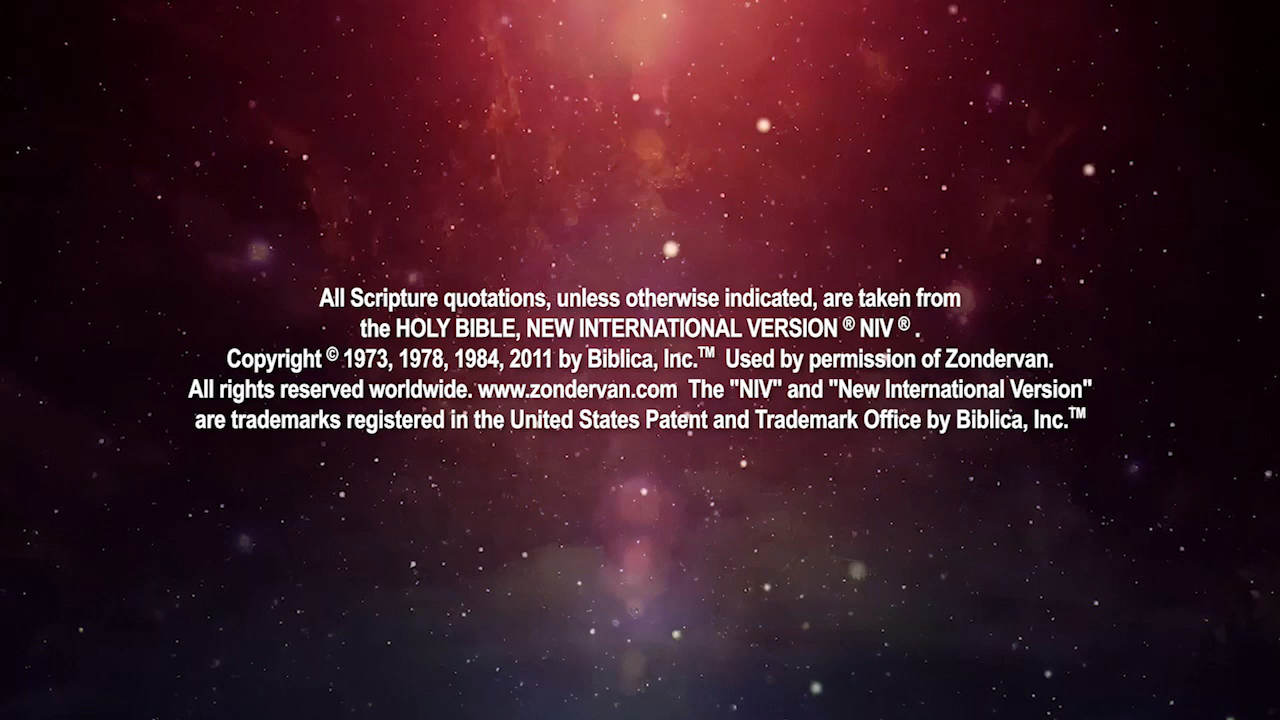 All Scripture quotations, unless otherwise indicated, are taken from
the HOLY BIBLE, NEW INTERNATIONAL VERSION ® NIV ® .
Copyright © 1973, 1978, 1984, 2011 by Biblica, Inc.™ Used by permission of Zondervan.
All rights reserved worldwide. www.zondervan.com The "NIV" and "New International Version"
are trademarks registered in the United States Patent and Trademark Office by Biblica, Inc.™